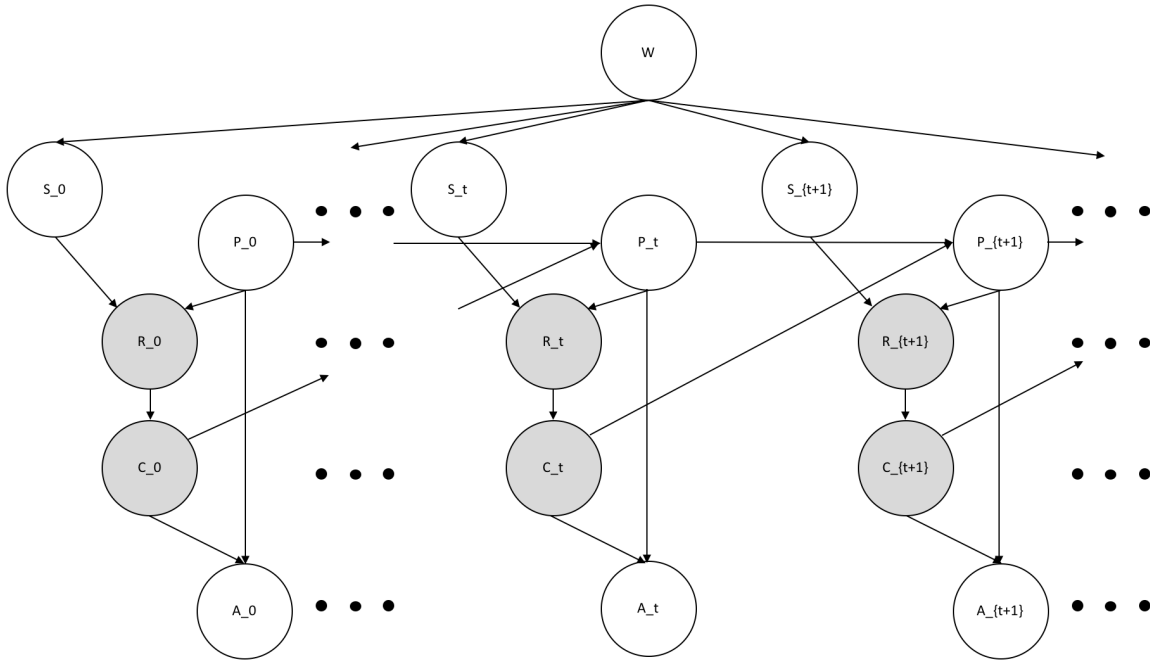 W
S_0
S_t
S_{t+1}
P_0
P_t
P_{t+1}
R_0
R_t
R_{t+1}
C_0
C_t
C_{t+1}
A_0
A_t
A_{t+1}